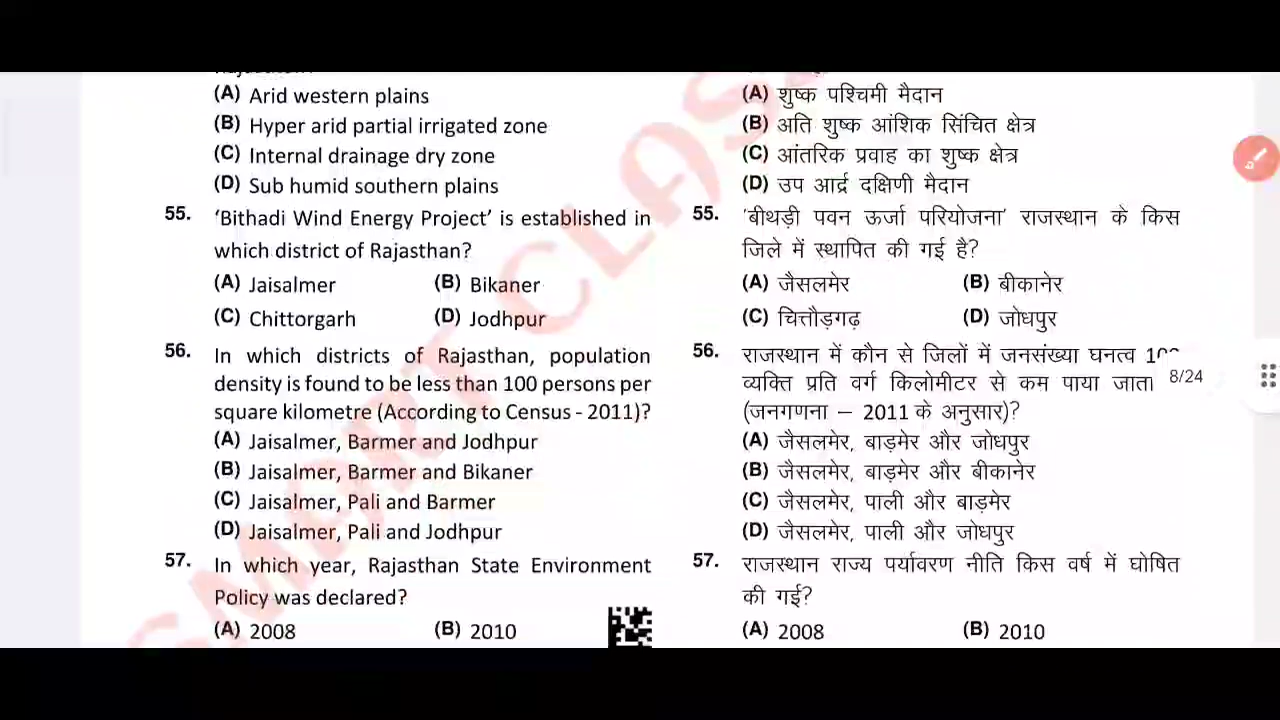 (A) Arid western plains
(B) Hyper arid partial irrigated zone
(C) Internal drainage dry zone
(D) Sub humid southern plains
55. ‘Bithadi Wind Energy Project’ is established in
which district of Rajasthan?
(A) Jaisalmer (B) Bikaner
(C) Chittorgarh (D) Jodhpur
56. In which districts of Rajasthan, population
density is found to be less than 100 persons per
square kilometre (According to Census - 2011)?
(A) Jaisalmer, Barmer and Jodhpur
(B) Jaisalmer, Barmer and Bikaner
(C) Jaisalmer, Pali and Barmer
(D) Jaisalmer, Pali and Jodhpur
57. In which year, Rajasthan State Environment
Policy was declared?
(A) 2008 (B) 2010
(A) शुष्क पश्चिमी मैदान
(B) अति शुष्क आंशिक सिंचित क्षेत्र
(C) आंतरिक प्रवाह का शुष्क क्षेत्र
(D) उप आर्द्र दक्षिणी मैदान
55. ‘बीथड़ी पवन ऊर्जा परियोजना’ राजस्थान के किस
जिले में स्थापित की गई है?
(A) जैसलमेर (B) बीकानेर
(C) चित्तौड़गढ़ (D) जोधपुर
56. राजस्थान में कौन से जिलों में जनसंख्या घनत्व
व्यक्ति प्रति वर्ग किलोमीटर से कम पाया जाता
(जनगणना – 2011 के अनुसार)?
(A) जैसलमेर, बाड़मेर और जोधपुर
(B) जैसलमेर, बाड़मेर और बीकानेर
(C) जैसलमेर, पाली और बाड़मेर
(D) जैसलमेर, पाली और जोधपुर
57. राजस्थान राज्य पर्यावरण नीति किस वर्ष में घोषित
की गई?
(A) 2008 (B) 2010
8/24
SMART CLAS